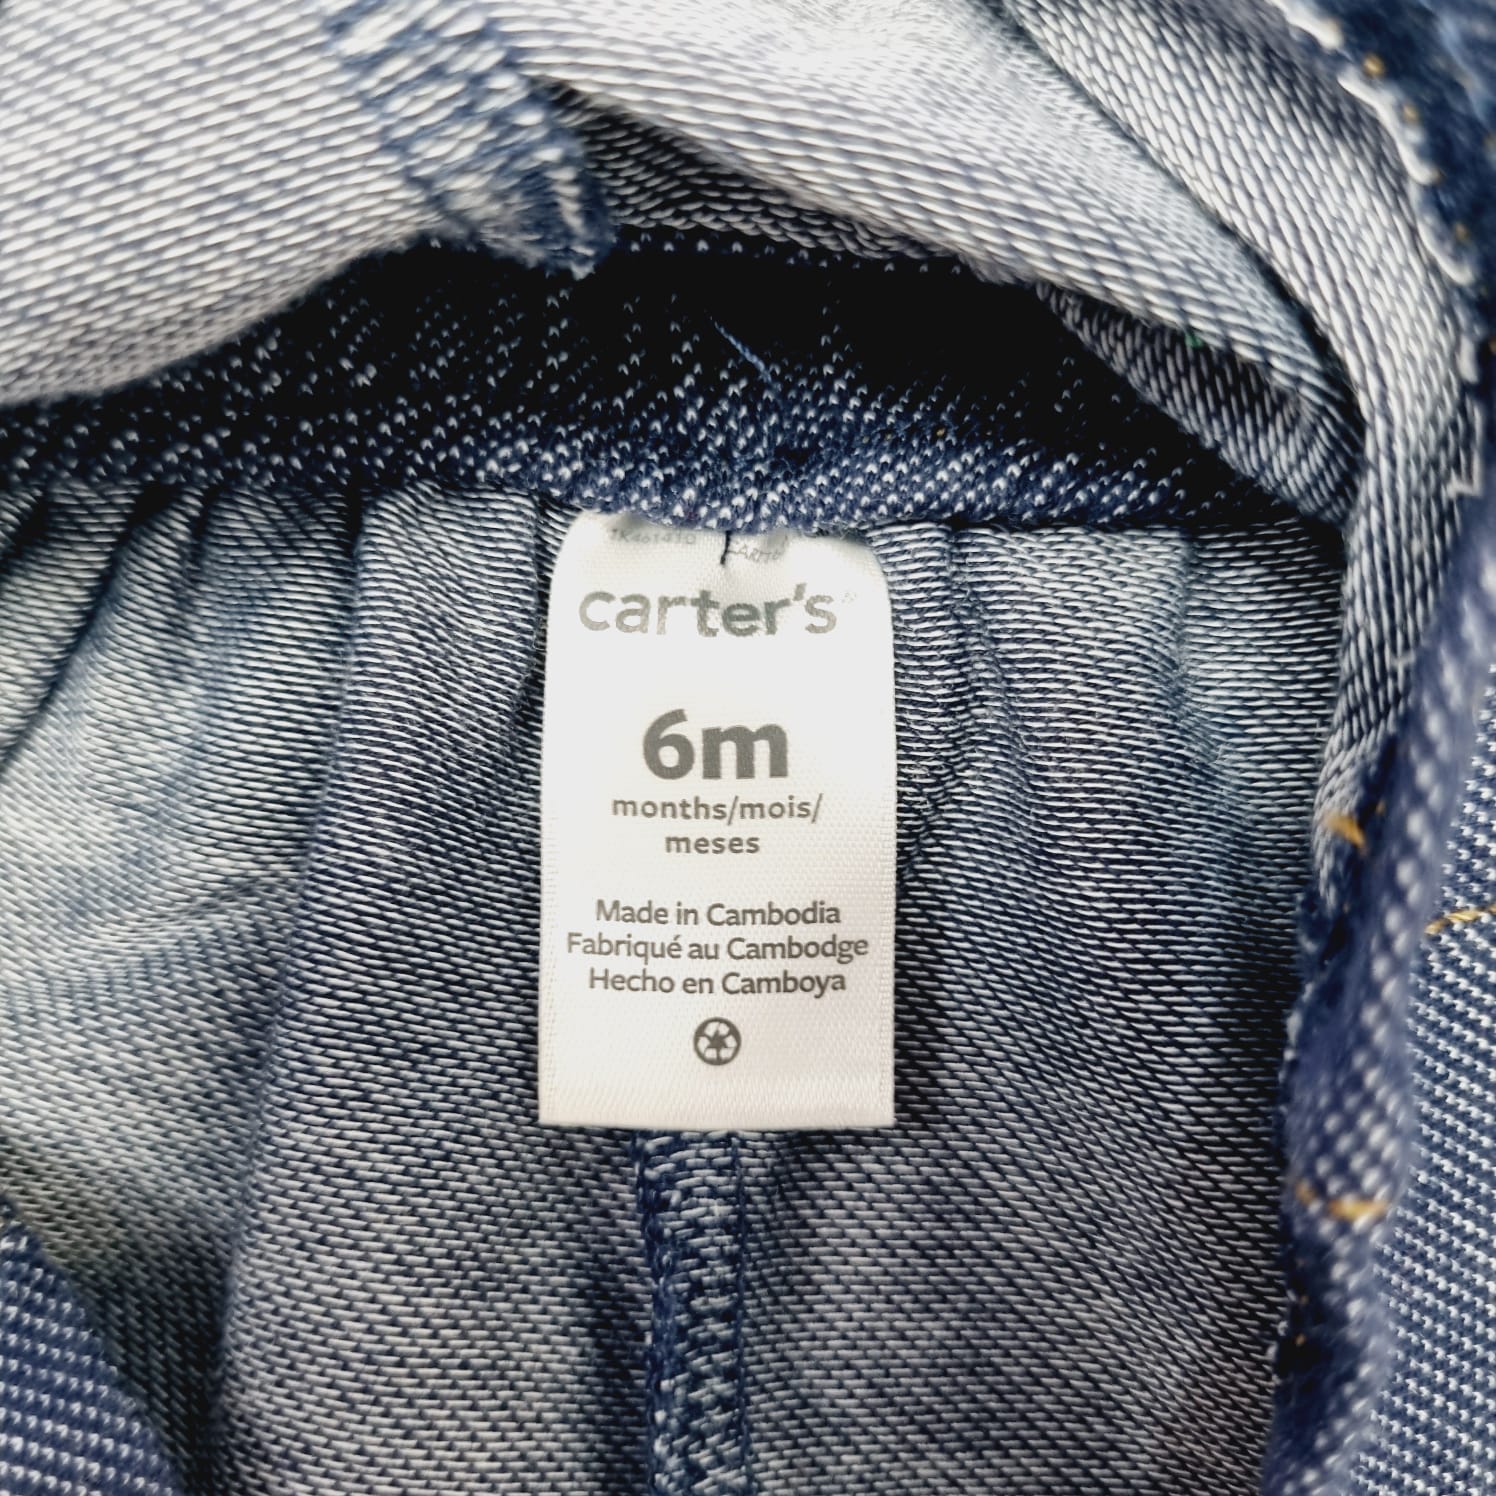 carter's
6m
months/mois/
meses
Made in Cambodia
Fabriqué au Cambodge
Hecho en Camboya